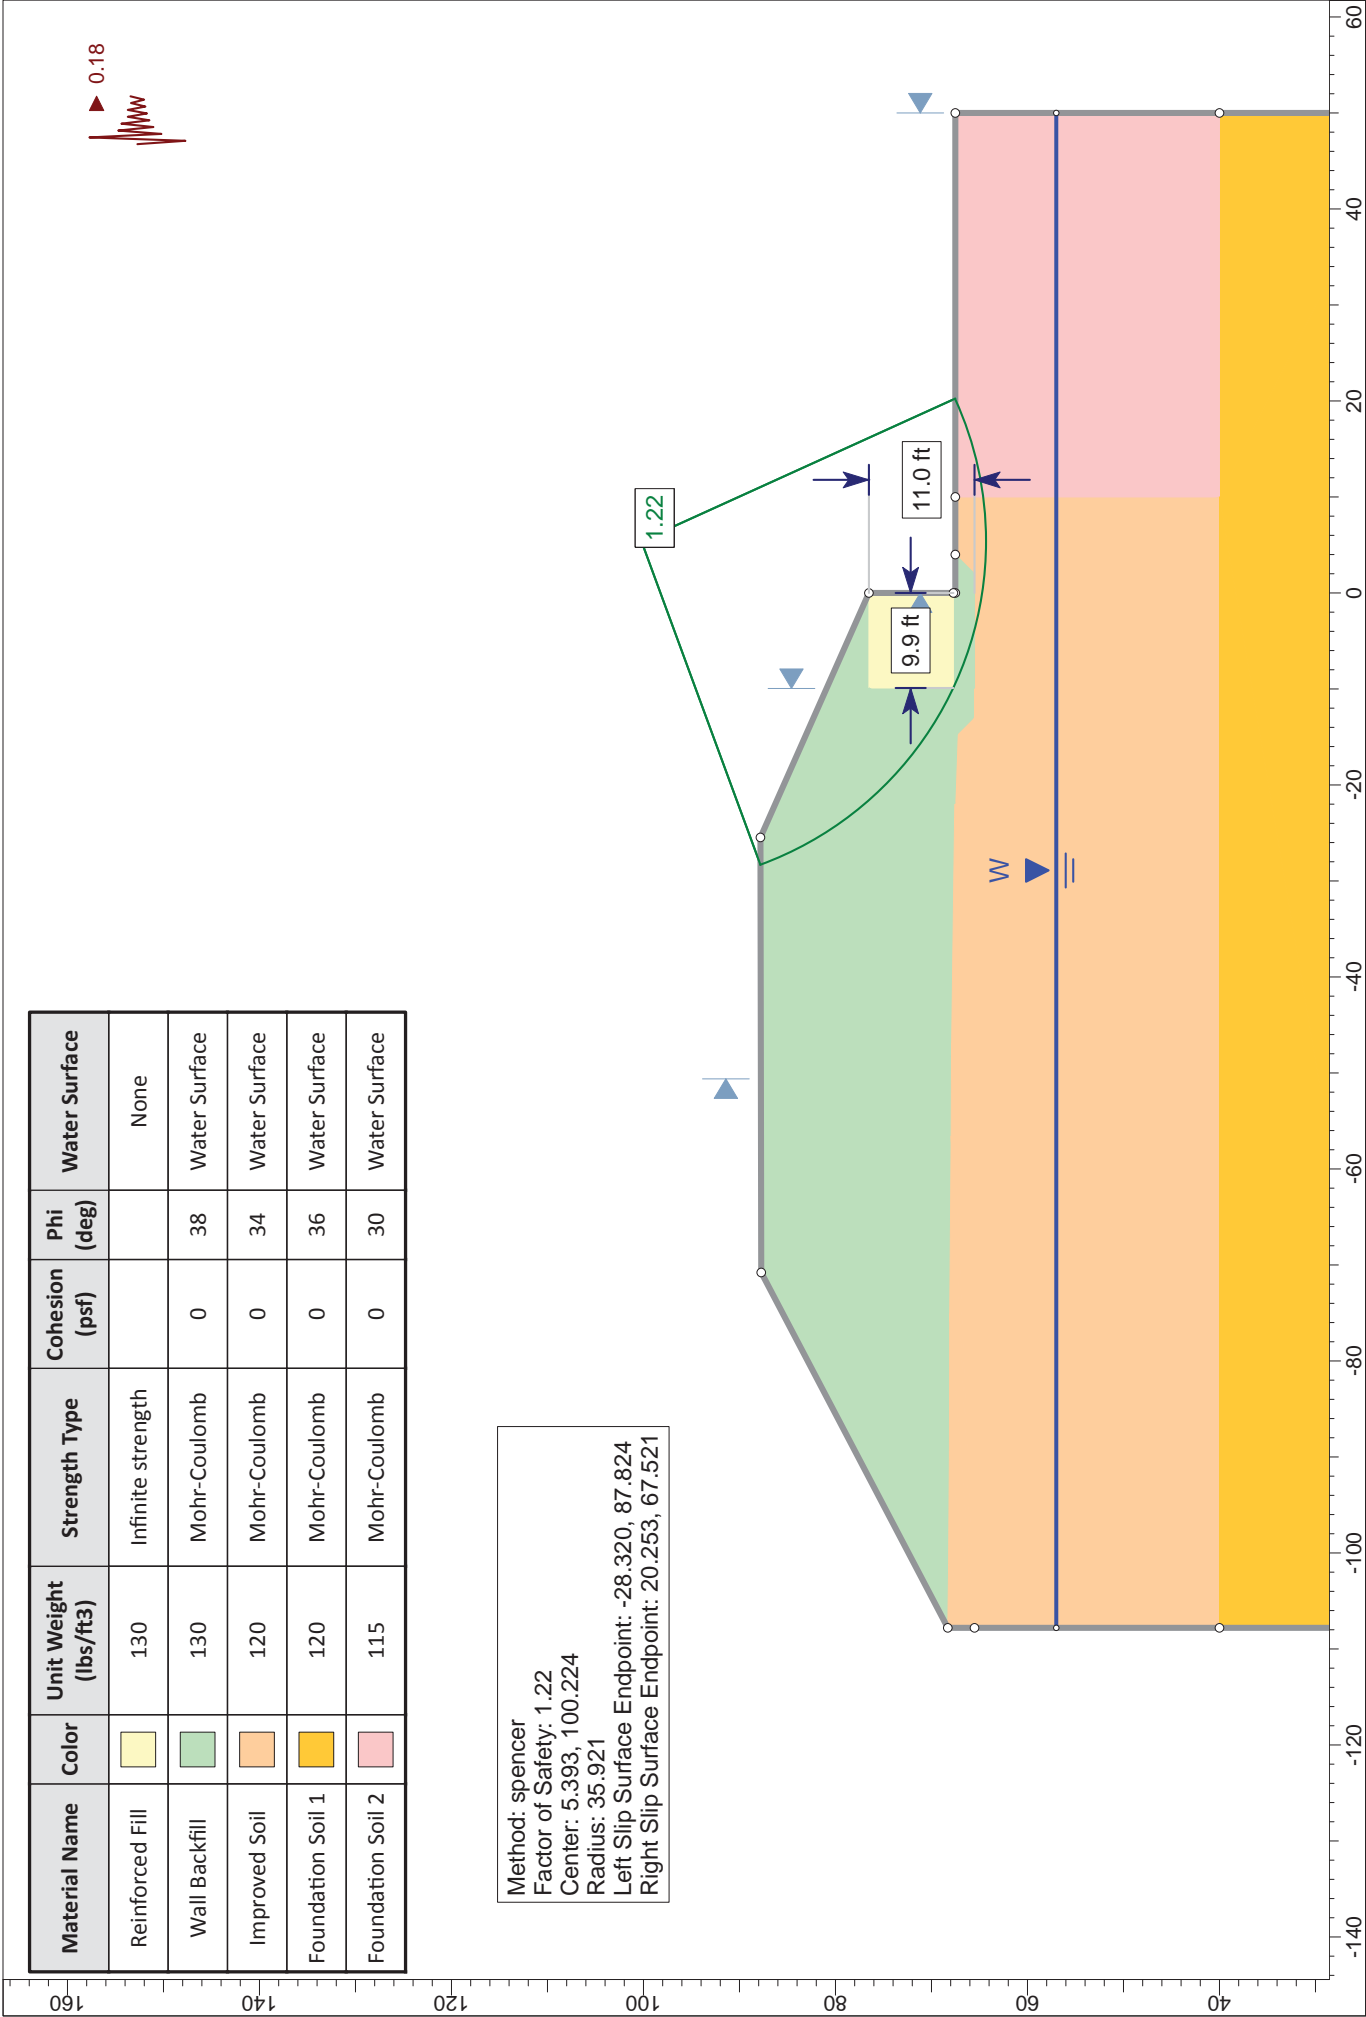 0.18
Material Name Color Unit Weight (lbs/ft3) Strength Type Cohesion (psf) Phi (deg) Water Surface
Reinforced Fill 130 Infinite strength None
Wall Backfill 130 Mohr-Coulomb 0 38 Water Surface
Improved Soil 120 Mohr-Coulomb 0 34 Water Surface
Foundation Soil 1 120 Mohr-Coulomb 0 36 Water Surface
Foundation Soil 2 115 Mohr-Coulomb 0 30 Water Surface
Method: spencer
Factor of Safety: 1.22
Center: 5.393, 100.224
Radius: 35.921
Left Slip Surface Endpoint: -28.320, 87.824
Right Slip Surface Endpoint: 20.253, 67.521
1.22
11.0 ft
9.9 ft
W
160
140
120
100
80
60
40
-140 -120 -100 -80 -60 -40 -20 0 20 40 60